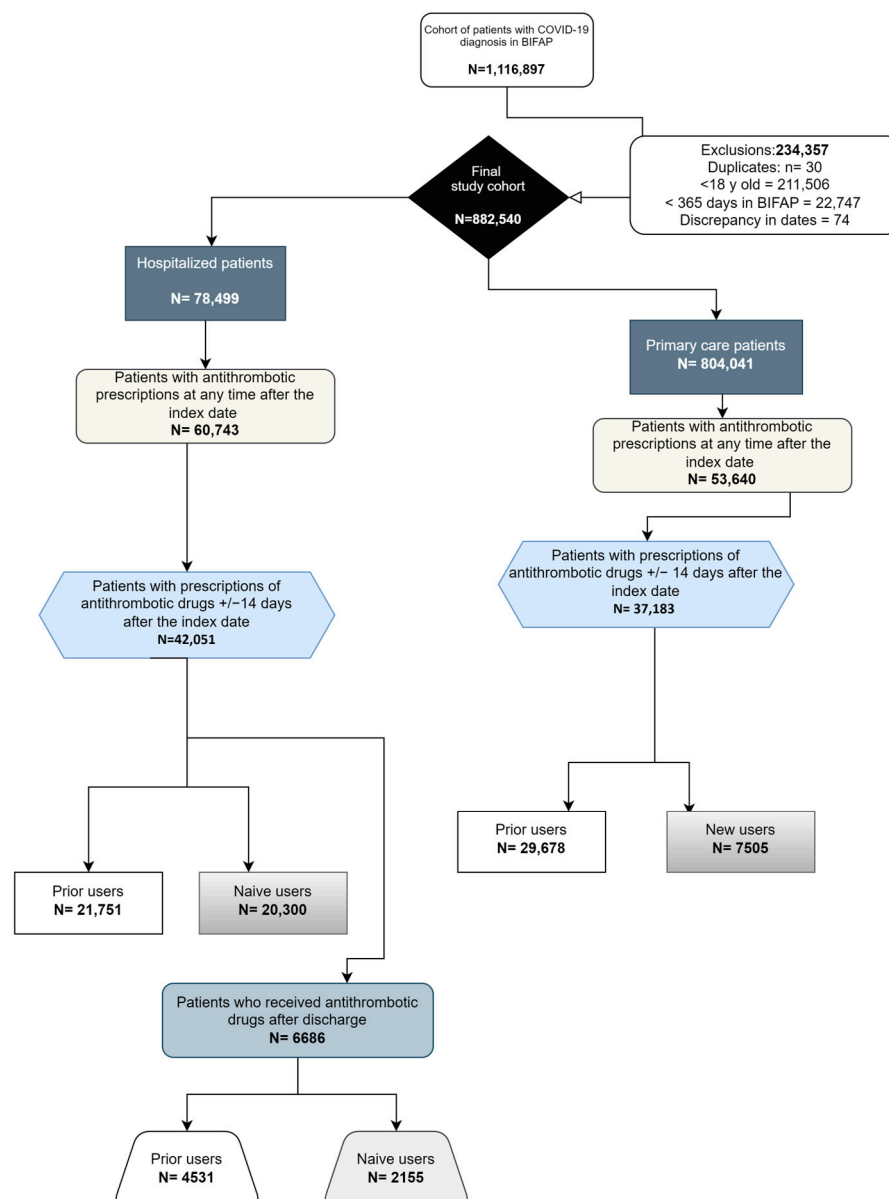 Cohort of patients with COVID-19
diagnosis in BIFAP
N=1,116,897
Exclusions:234,357
Duplicates: n= 30
<18 y old = 211,506
< 365 days in BIFAP = 22,747
Discrepancy in dates = 74
Final
study cohort
N=882,540
Hospitalized patients
N= 78,499
Primary care patients
N= 804,041
Patients with antithrombotic
prescriptions at any time after the
index date
N= 60,743
Patients with antithrombotic
prescriptions at any time after the
index date
N= 53,640
Patients with prescriptions of
antithrombotic drugs +/−14 days
after the index date
N=42,051
Patients with prescriptions of
antithrombotic drugs +/− 14 days after the
index date
N= 37,183
Prior users
N= 29,678
New users
N= 7505
Prior users
N= 21,751
Naive users
N= 20,300
Patients who received antithrombotic
drugs after discharge
N= 6686
Prior users
N= 4531
Naive users
N= 2155